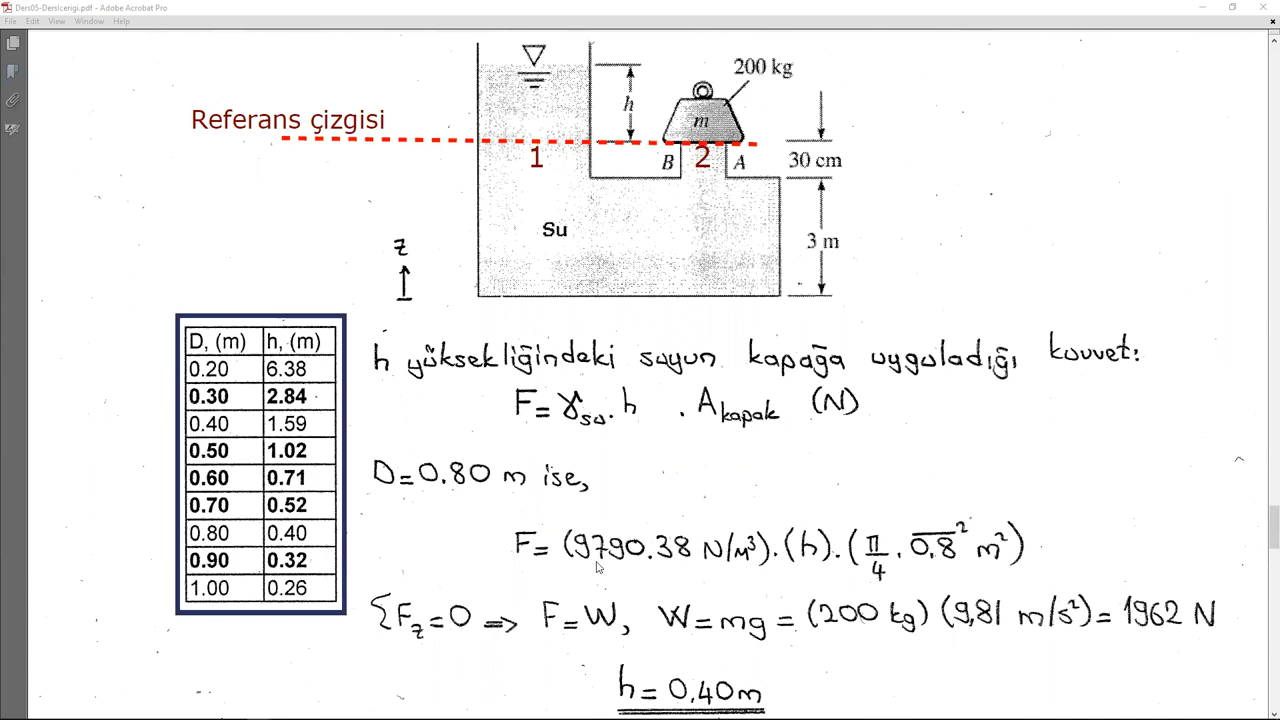 Ders05-DersIcerigi.pdf - Adobe Acrobat Pro
File Edit View Window Help
200 kg
h
m
Referans çizgisi
1
B 2 A
30 cm
Su
3 m
z
D, (m) h, (m)
0.20 6.38
0.30 2.84
0.40 1.59
0.50 1.02
0.60 0.71
0.70 0.52
0.80 0.40
0.90 0.32
1.00 0.26
h yüksekliğindeki suyun kapağa uyguladığı kuvvet:
F = γsu . h . Akapak (N)
D = 0.80 m ise,
F = (9790.38 N/m³) . (h) . (π/4 . 0.8² m²)
ΣFz = 0 ⟹ F = W, W = mg = (200 kg) (9,81 m/s²) = 1962 N
h = 0,40 m